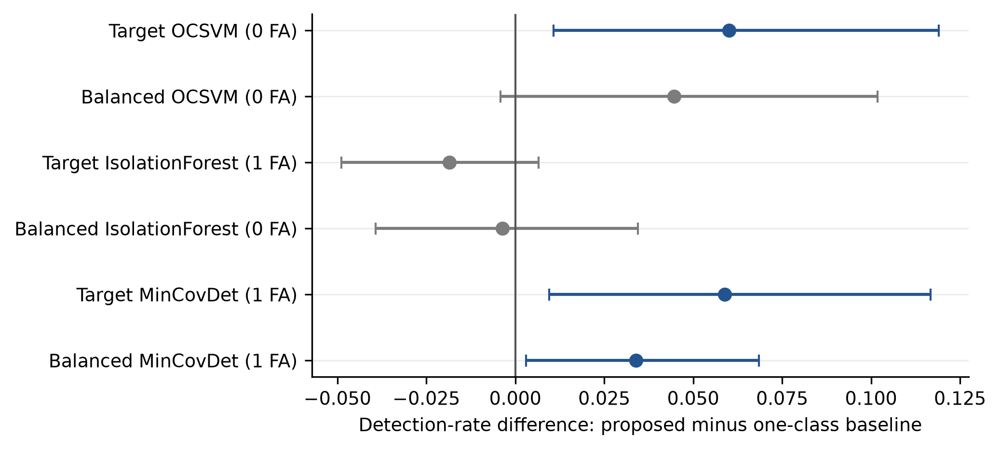 Target OCSVM (0 FA)
Balanced OCSVM (0 FA)
Target IsolationForest (1 FA)
Balanced IsolationForest (0 FA)
Target MinCovDet (1 FA)
Balanced MinCovDet (1 FA)
−0.050 −0.025 0.000 0.025 0.050 0.075 0.100 0.125
Detection-rate difference: proposed minus one-class baseline